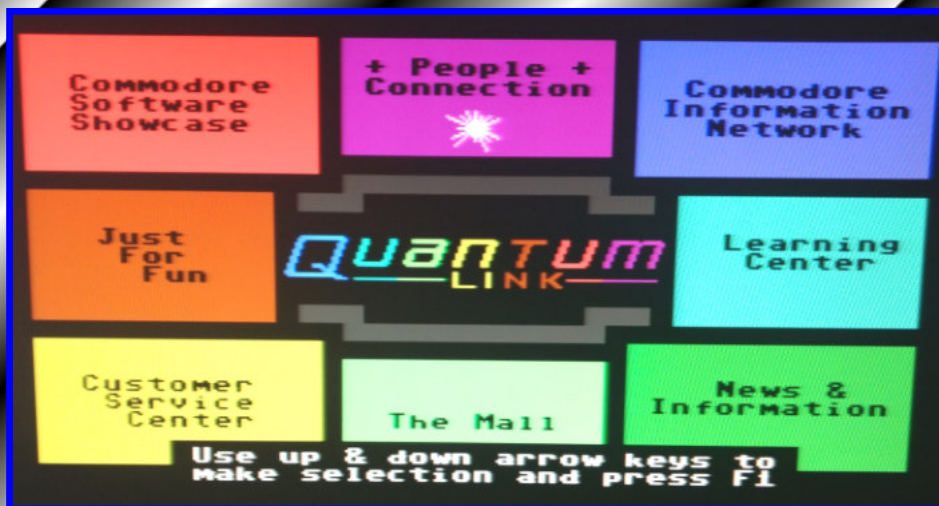 Commodore
Software
Showcase
+ People +
Connection
Commodore
Information
Network
Just
For
Fun
Quantum
LINK
Learning
Center
Customer
Service
Center
The Mall
News &
Information
Use up & down arrow keys to
make selection and press F1